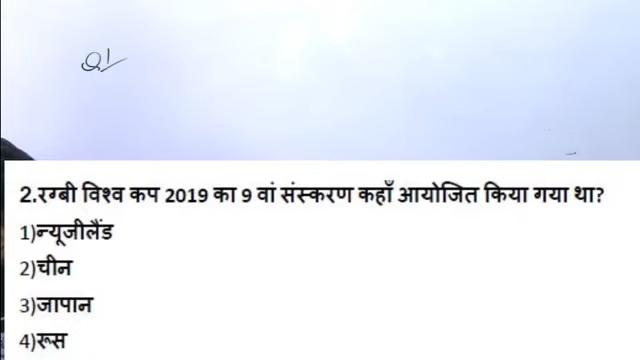 Q1
2.रग्बी विश्व कप 2019 का 9 वां संस्करण कहाँ आयोजित किया गया था?
1)न्यूजीलैंड
2)चीन
3)जापान
4)रूस